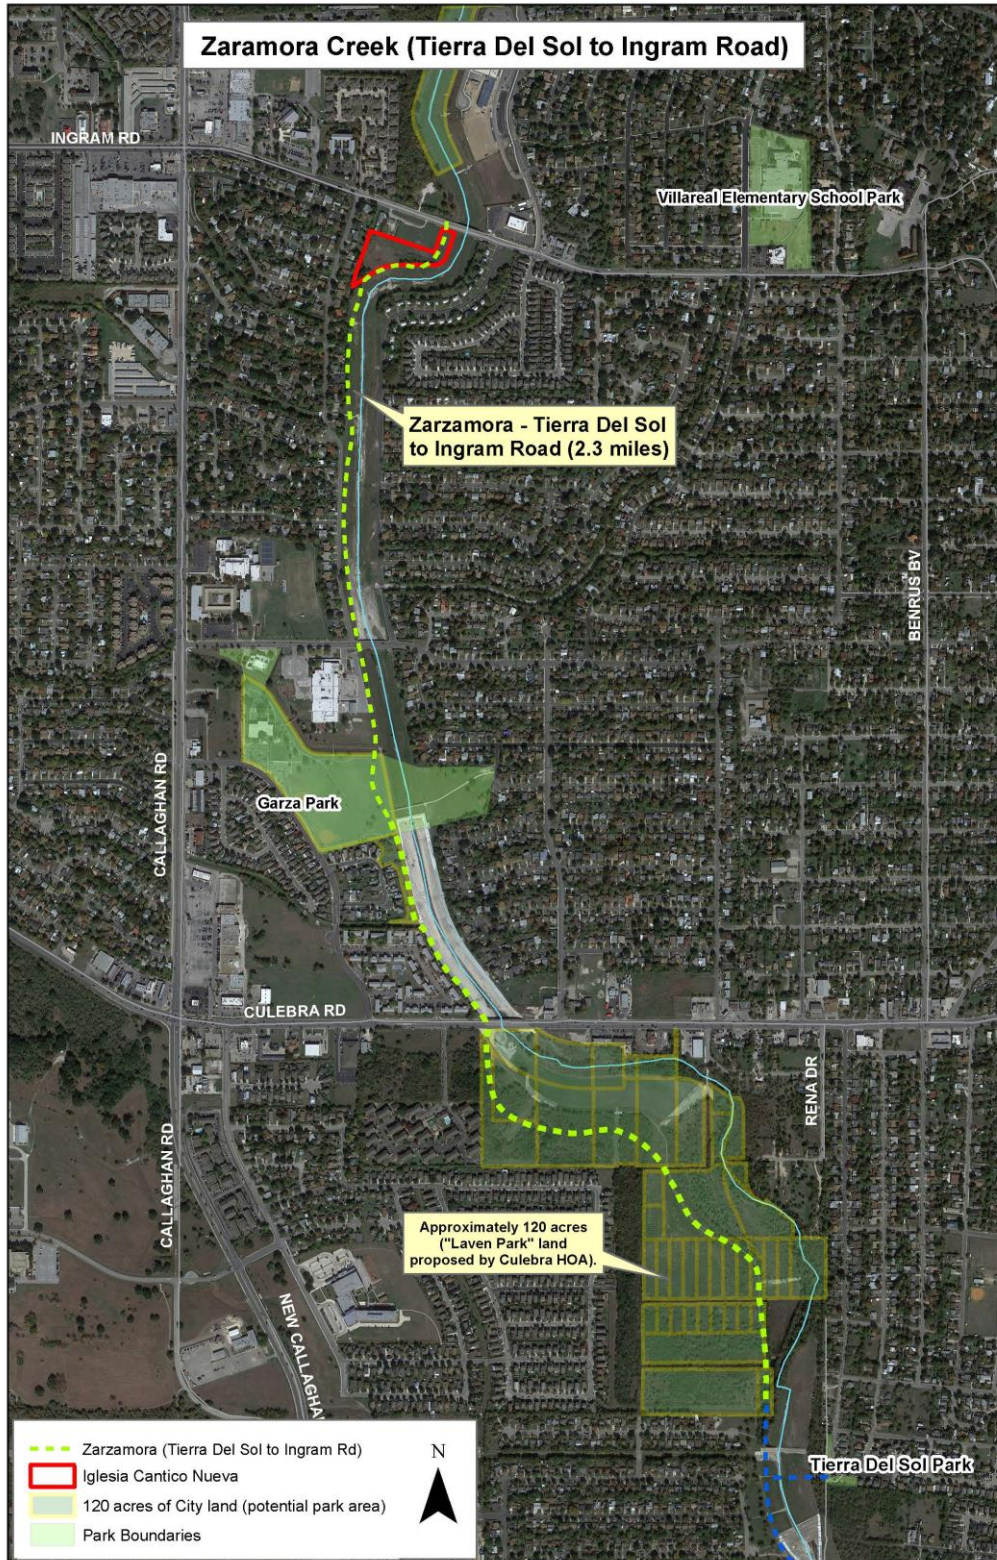 Zaramora Creek (Tierra Del Sol to Ingram Road)
INGRAM RD
Villareal Elementary School Park
Zarzamora - Tierra Del Sol
to Ingram Road (2.3 miles)
BENRUS BV
CALLAGHAN RD
Garza Park
CULEBRA RD
RENA DR
CALLAGHAN RD
Approximately 120 acres
("Laven Park" land
proposed by Culebra HOA).
NEW CALLAGHAN
Tierra Del Sol Park
Zarzamora (Tierra Del Sol to Ingram Rd)
Iglesia Cantico Nueva
120 acres of City land (potential park area)
Park Boundaries
N